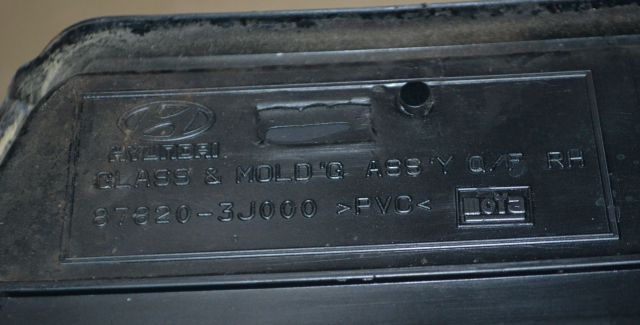 HYUNDAI
GLASS & MOLD'G ASS'Y Q/F RH
87820-3J000 >PVC<